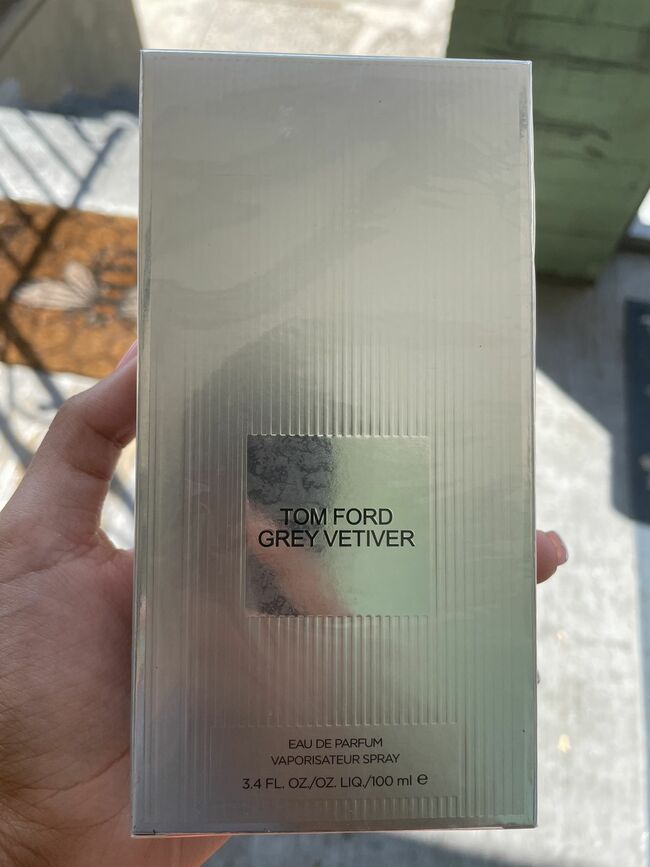 TOM FORD
GREY VETIVER
EAU DE PARFUM
VAPORISATEUR SPRAY
3.4 FL. OZ./OZ. LIQ./100 ml ℮